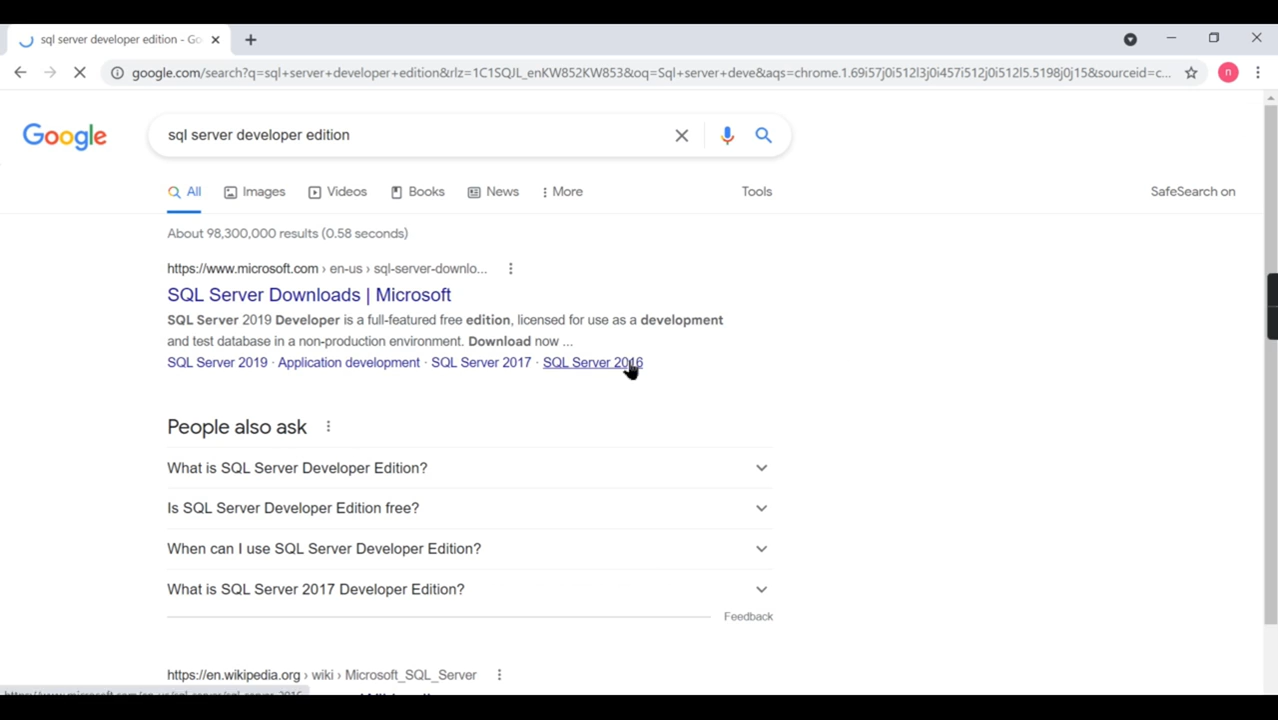 sql server developer edition - Go
google.com/search?q=sql+server+developer+edition&rlz=1C1SQJL_enKW852KW853&oq=Sql+server+deve&aqs=chrome.1.69i57j0i512l3j0i457i512j0i512l5.5198j0j15&sourceid=c...
n
Google
sql server developer edition
All
Images
Videos
Books
News
More
Tools
SafeSearch on
About 98,300,000 results (0.58 seconds)
https://www.microsoft.com › en-us › sql-server-downlo...
SQL Server Downloads | Microsoft
SQL Server 2019 Developer is a full-featured free edition, licensed for use as a development
and test database in a non-production environment. Download now ...
SQL Server 2019 · Application development · SQL Server 2017 · SQL Server 2016
People also ask
What is SQL Server Developer Edition?
Is SQL Server Developer Edition free?
When can I use SQL Server Developer Edition?
What is SQL Server 2017 Developer Edition?
Feedback
https://en.wikipedia.org › wiki › Microsoft_SQL_Server